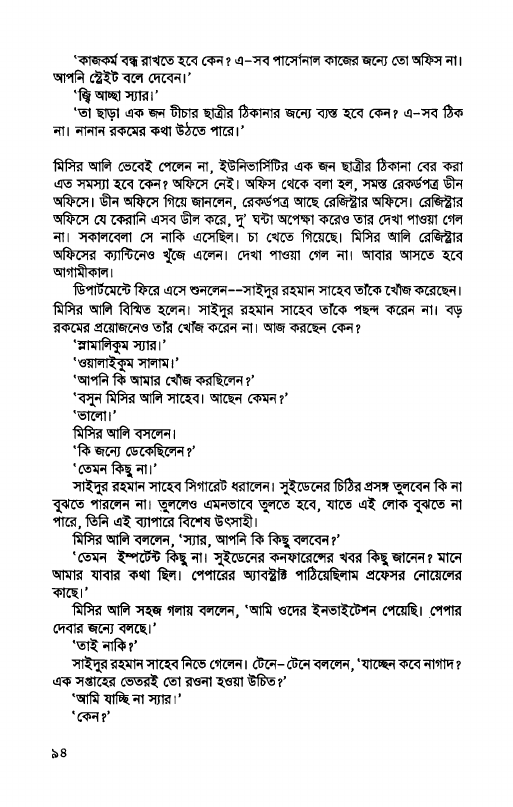 ‘কাজকর্ম বন্ধ রাখতে হবে কেন? এ–সব পার্সোনাল কাজের জন্যে তো অফিস না।
আপনি স্ট্রেইট বলে দেবেন।’
‘জ্বি আচ্ছা স্যার।’
‘তা ছাড়া এক জন টীচার ছাত্রীর ঠিকানার জন্যে ব্যস্ত হবে কেন? এ–সব ঠিক
না। নানান রকমের কথা উঠতে পারে।’
মিসির আলি ভেবেই পেলেন না, ইউনিভার্সিটির এক জন ছাত্রীর ঠিকানা বের করা
এত সমস্যা হবে কেন? অফিসে নেই। অফিস থেকে বলা হল, সমস্ত রেকর্ডপত্র ডীন
অফিসে। ডীন অফিসে গিয়ে জানলেন, রেকর্ডপত্র আছে রেজিস্ট্রার অফিসে। রেজিস্ট্রার
অফিসে যে কেরানি এসব ডীল করে, দু’ ঘন্টা অপেক্ষা করেও তার দেখা পাওয়া গেল
না। সকালবেলা সে নাকি এসেছিল। চা খেতে গিয়েছে। মিসির আলি রেজিস্ট্রার
অফিসের ক্যান্টিনেও খুঁজে এলেন। দেখা পাওয়া গেল না। আবার আসতে হবে
আগামীকাল।
ডিপার্টমেন্টে ফিরে এসে শুনলেন––সাইদুর রহমান সাহেব তাঁকে খোঁজ করেছেন।
মিসির আলি বিস্মিত হলেন। সাইদুর রহমান সাহেব তাঁকে পছন্দ করেন না। বড়
রকমের প্রয়োজনেও তাঁর খোঁজ করেন না। আজ করছেন কেন?
‘স্লামালিকুম স্যার।’
‘ওয়ালাইকুম সালাম।’
‘আপনি কি আমার খোঁজ করছিলেন?’
‘বসুন মিসির আলি সাহেব। আছেন কেমন?’
‘ভালো।’
মিসির আলি বসলেন।
‘কি জন্যে ডেকেছিলেন?’
‘তেমন কিছু না।’
সাইদুর রহমান সাহেব সিগারেট ধরালেন। সুইডেনের চিঠির প্রসঙ্গ তুলবেন কি না
বুঝতে পারলেন না। তুললেও এমনভাবে তুলতে হবে, যাতে এই লোক বুঝতে না
পারে, তিনি এই ব্যাপারে বিশেষ উৎসাহী।
মিসির আলি বললেন, ‘স্যার, আপনি কি কিছু বলবেন?’
‘তেমন ইম্পর্টেন্ট কিছু না। সুইডেনের কনফারেন্সের খবর কিছু জানেন? মানে
আমার যাবার কথা ছিল। পেপারের অ্যাবস্ট্রাক্ট পাঠিয়েছিলাম প্রফেসর নোয়েলের
কাছে।’
মিসির আলি সহজ গলায় বললেন, ‘আমি ওদের ইনভাইটেশন পেয়েছি। পেপার
দেবার জন্যে বলছে।’
‘তাই নাকি?’
সাইদুর রহমান সাহেব নিভে গেলেন। টেনে–টেনে বললেন, ‘যাচ্ছেন কবে নাগাদ?
এক সপ্তাহের ভেতরই তো রওনা হওয়া উচিত?’
‘আমি যাচ্ছি না স্যার।’
‘কেন?’
৯৪